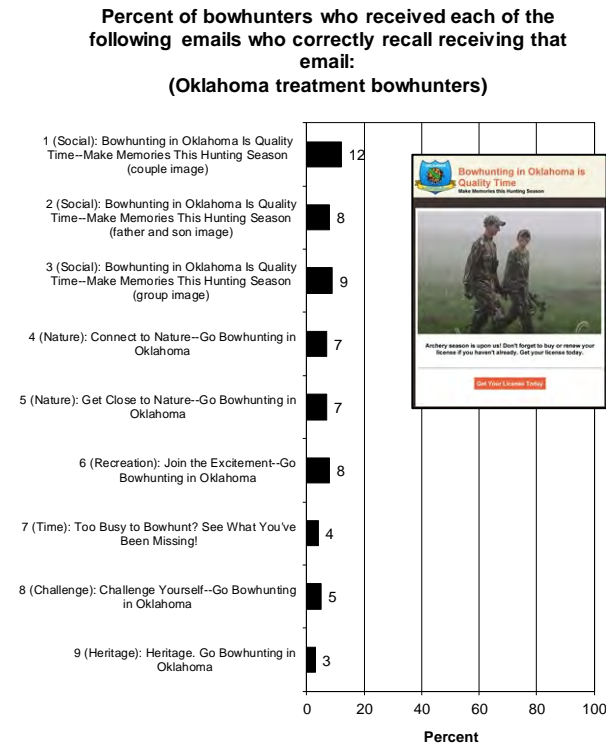 Percent of bowhunters who received each of the
following emails who correctly recall receiving that
email:
(Oklahoma treatment bowhunters)
1 (Social): Bowhunting in Oklahoma Is Quality
Time--Make Memories This Hunting Season
(couple image)
12
2 (Social): Bowhunting in Oklahoma Is Quality
Time--Make Memories This Hunting Season
(father and son image)
8
3 (Social): Bowhunting in Oklahoma Is Quality
Time--Make Memories This Hunting Season
(group image)
9
4 (Nature): Connect to Nature--Go Bowhunting in
Oklahoma
7
5 (Nature): Get Close to Nature--Go Bowhunting in
Oklahoma
7
6 (Recreation): Join the Excitement--Go
Bowhunting in Oklahoma
8
7 (Time): Too Busy to Bowhunt? See What You've
Been Missing!
4
8 (Challenge): Challenge Yourself--Go Bowhunting
in Oklahoma
5
9 (Heritage): Heritage. Go Bowhunting in
Oklahoma
3
0 20 40 60 80 100
Percent
Bowhunting in Oklahoma is
Quality Time
Make Memories this Hunting Season
Archery season is upon us! Don't forget to buy or renew your
license if you haven't already. Get your license today.
Get Your License Today